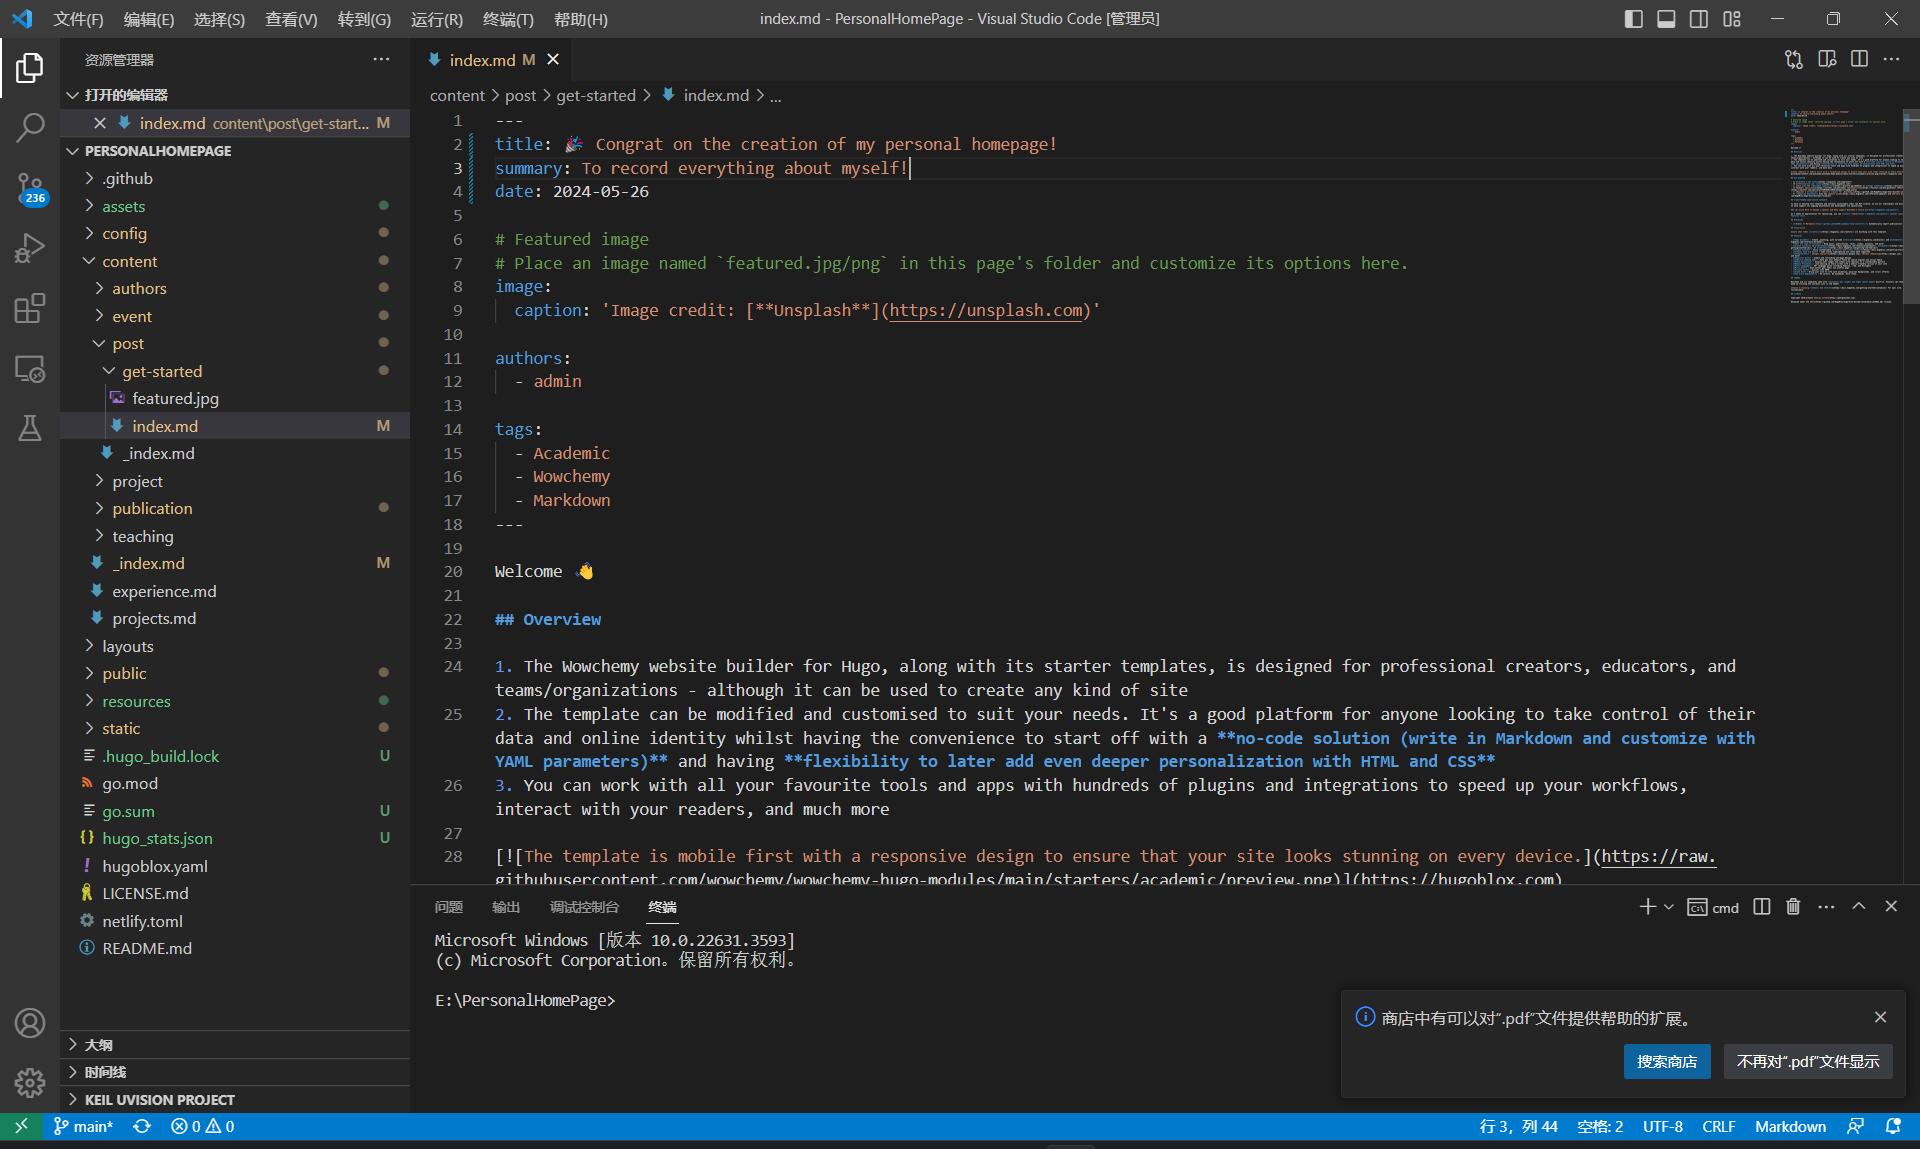 文件(F) 编辑(E) 选择(S) 查看(V) 转到(G) 运行(R) 终端(T) 帮助(H) index.md - PersonalHomePage - Visual Studio Code [管理员]
资源管理器
打开的编辑器
index.md content\post\get-start... M
PERSONALHOMEPAGE
.github
assets
config
content
authors
event
post
get-started
featured.jpg
index.md M
_index.md
project
publication
teaching
_index.md M
experience.md
projects.md
layouts
public
resources
static
.hugo_build.lock U
go.mod
go.sum U
hugo_stats.json U
hugoblox.yaml
LICENSE.md
netlify.toml
README.md
大纲
时间线
KEIL UVISION PROJECT
236
index.md M
content > post > get-started > index.md > ...
1 ---
2 title: 🎉 Congrat on the creation of my personal homepage!
3 summary: To record everything about myself!
4 date: 2024-05-26
5
6 # Featured image
7 # Place an image named `featured.jpg/png` in this page's folder and customize its options here.
8 image:
9 caption: 'Image credit: [**Unsplash**](https://unsplash.com)'
10
11 authors:
12 - admin
13
14 tags:
15 - Academic
16 - Wowchemy
17 - Markdown
18 ---
19
20 Welcome 👋
21
22 ## Overview
23
24 1. The Wowchemy website builder for Hugo, along with its starter templates, is designed for professional creators, educators, and
teams/organizations - although it can be used to create any kind of site
25 2. The template can be modified and customised to suit your needs. It's a good platform for anyone looking to take control of their
data and online identity whilst having the convenience to start off with a **no-code solution (write in Markdown and customize with
YAML parameters)** and having **flexibility to later add even deeper personalization with HTML and CSS**
26 3. You can work with all your favourite tools and apps with hundreds of plugins and integrations to speed up your workflows,
interact with your readers, and much more
27
28 [![The template is mobile first with a responsive design to ensure that your site looks stunning on every device.](https://raw.
githubusercontent.com/wowchemy/wowchemy-hugo-modules/main/starters/academic/preview.png)](https://hugoblox.com)
问题 输出 调试控制台 终端 cmd
Microsoft Windows [版本 10.0.22631.3593]
(c) Microsoft Corporation。保留所有权利。
E:\PersonalHomePage>
商店中有可以对“.pdf”文件提供帮助的扩展。
搜索商店 不再对“.pdf”文件显示
main* 0 0 行 3，列 44 空格: 2 UTF-8 CRLF Markdown